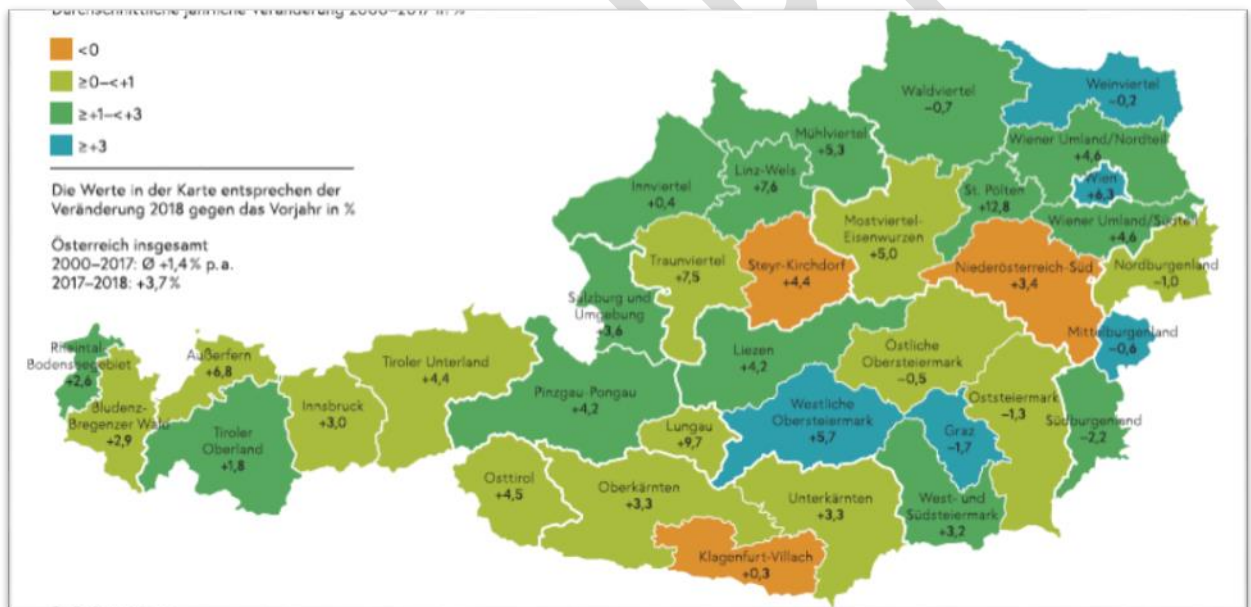 Durchschnittliche jährliche Veränderung 2000–2017 in %
<0
≥0–<+1
≥+1–<+3
≥+3
Die Werte in der Karte entsprechen der
Veränderung 2018 gegen das Vorjahr in %
Österreich insgesamt
2000–2017: Ø +1,4% p. a.
2017–2018: +3,7%
Waldviertel
–0,7
Weinviertel
–0,2
Mühlviertel
+5,3
Wiener Umland/Nordteil
+4,6
Linz-Wels
+7,6
Innviertel
+0,4
St. Pölten
+12,8
Wien
+6,3
Mostviertel-
Eisenwurzen
+5,0
Wiener Umland/Südteil
+4,6
Traunviertel
+7,5
Steyr-Kirchdorf
+4,4
Niederösterreich-Süd
+3,4
Nordburgenland
–1,0
Salzburg und
Umgebung
+3,6
Mittelburgenland
–0,6
Rheintal-
Bodenseegebiet
+2,6
Außerfern
+6,8
Tiroler Unterland
+4,4
Liezen
+4,2
Östliche
Obersteiermark
–0,5
Bludenz-
Bregenzer Wald
+2,9
Innsbruck
+3,0
Pinzgau-Pongau
+4,2
Westliche
Obersteiermark
+5,7
Oststeiermark
–1,3
Tiroler
Oberland
+1,8
Lungau
+9,7
Graz
–1,7
Südburgenland
–2,2
Osttirol
+4,5
Oberkärnten
+3,3
Unterkärnten
+3,3
West- und
Südsteiermark
+3,2
Klagenfurt-Villach
+0,3